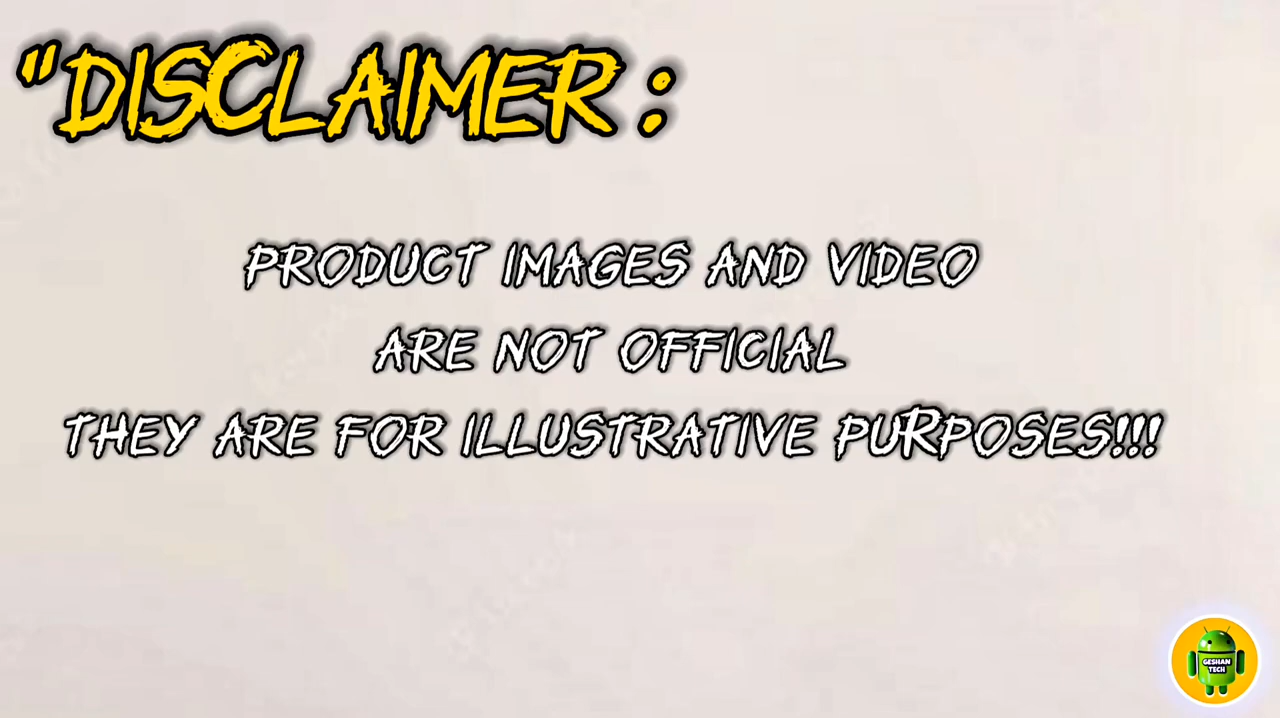 "DISCLAIMER :
PRODUCT IMAGES AND VIDEO
ARE NOT OFFICIAL
THEY ARE FOR ILLUSTRATIVE PURPOSES!!!
GESHAN
TECH